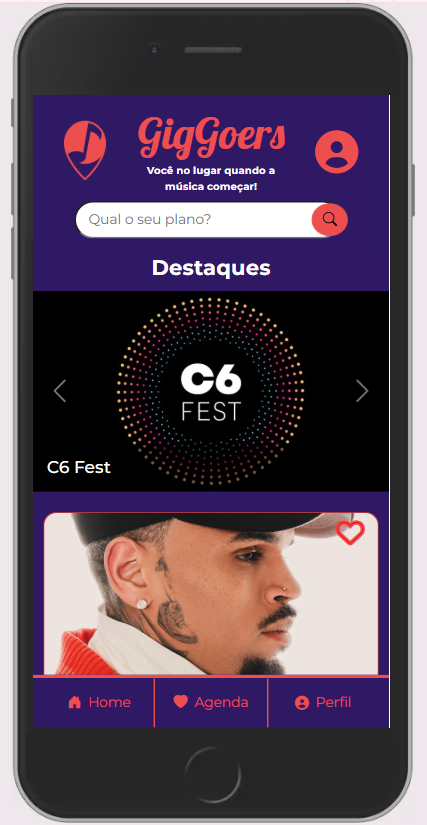 GigGoers
Você no lugar quando a
música começar!
Qual o seu plano?
Destaques
C6
FEST
C6 Fest
Home
Agenda
Perfil